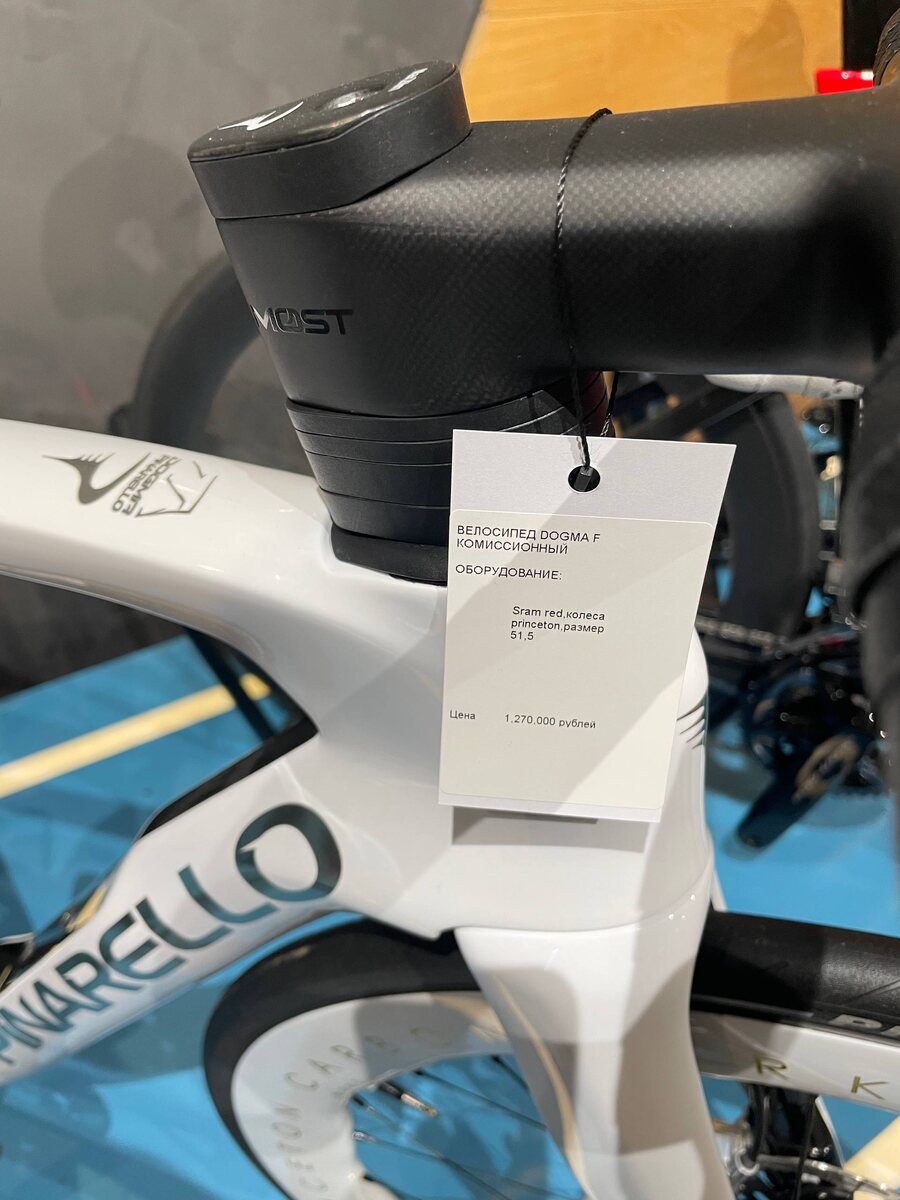 MOST
ВЕЛОСИПЕД DOGMA F
КОМИССИОННЫЙ
ОБОРУДОВАНИЕ:
Sram red,колеса
princeton,размер
51,5
Цена 1.270.000 рублей
PINARELLO